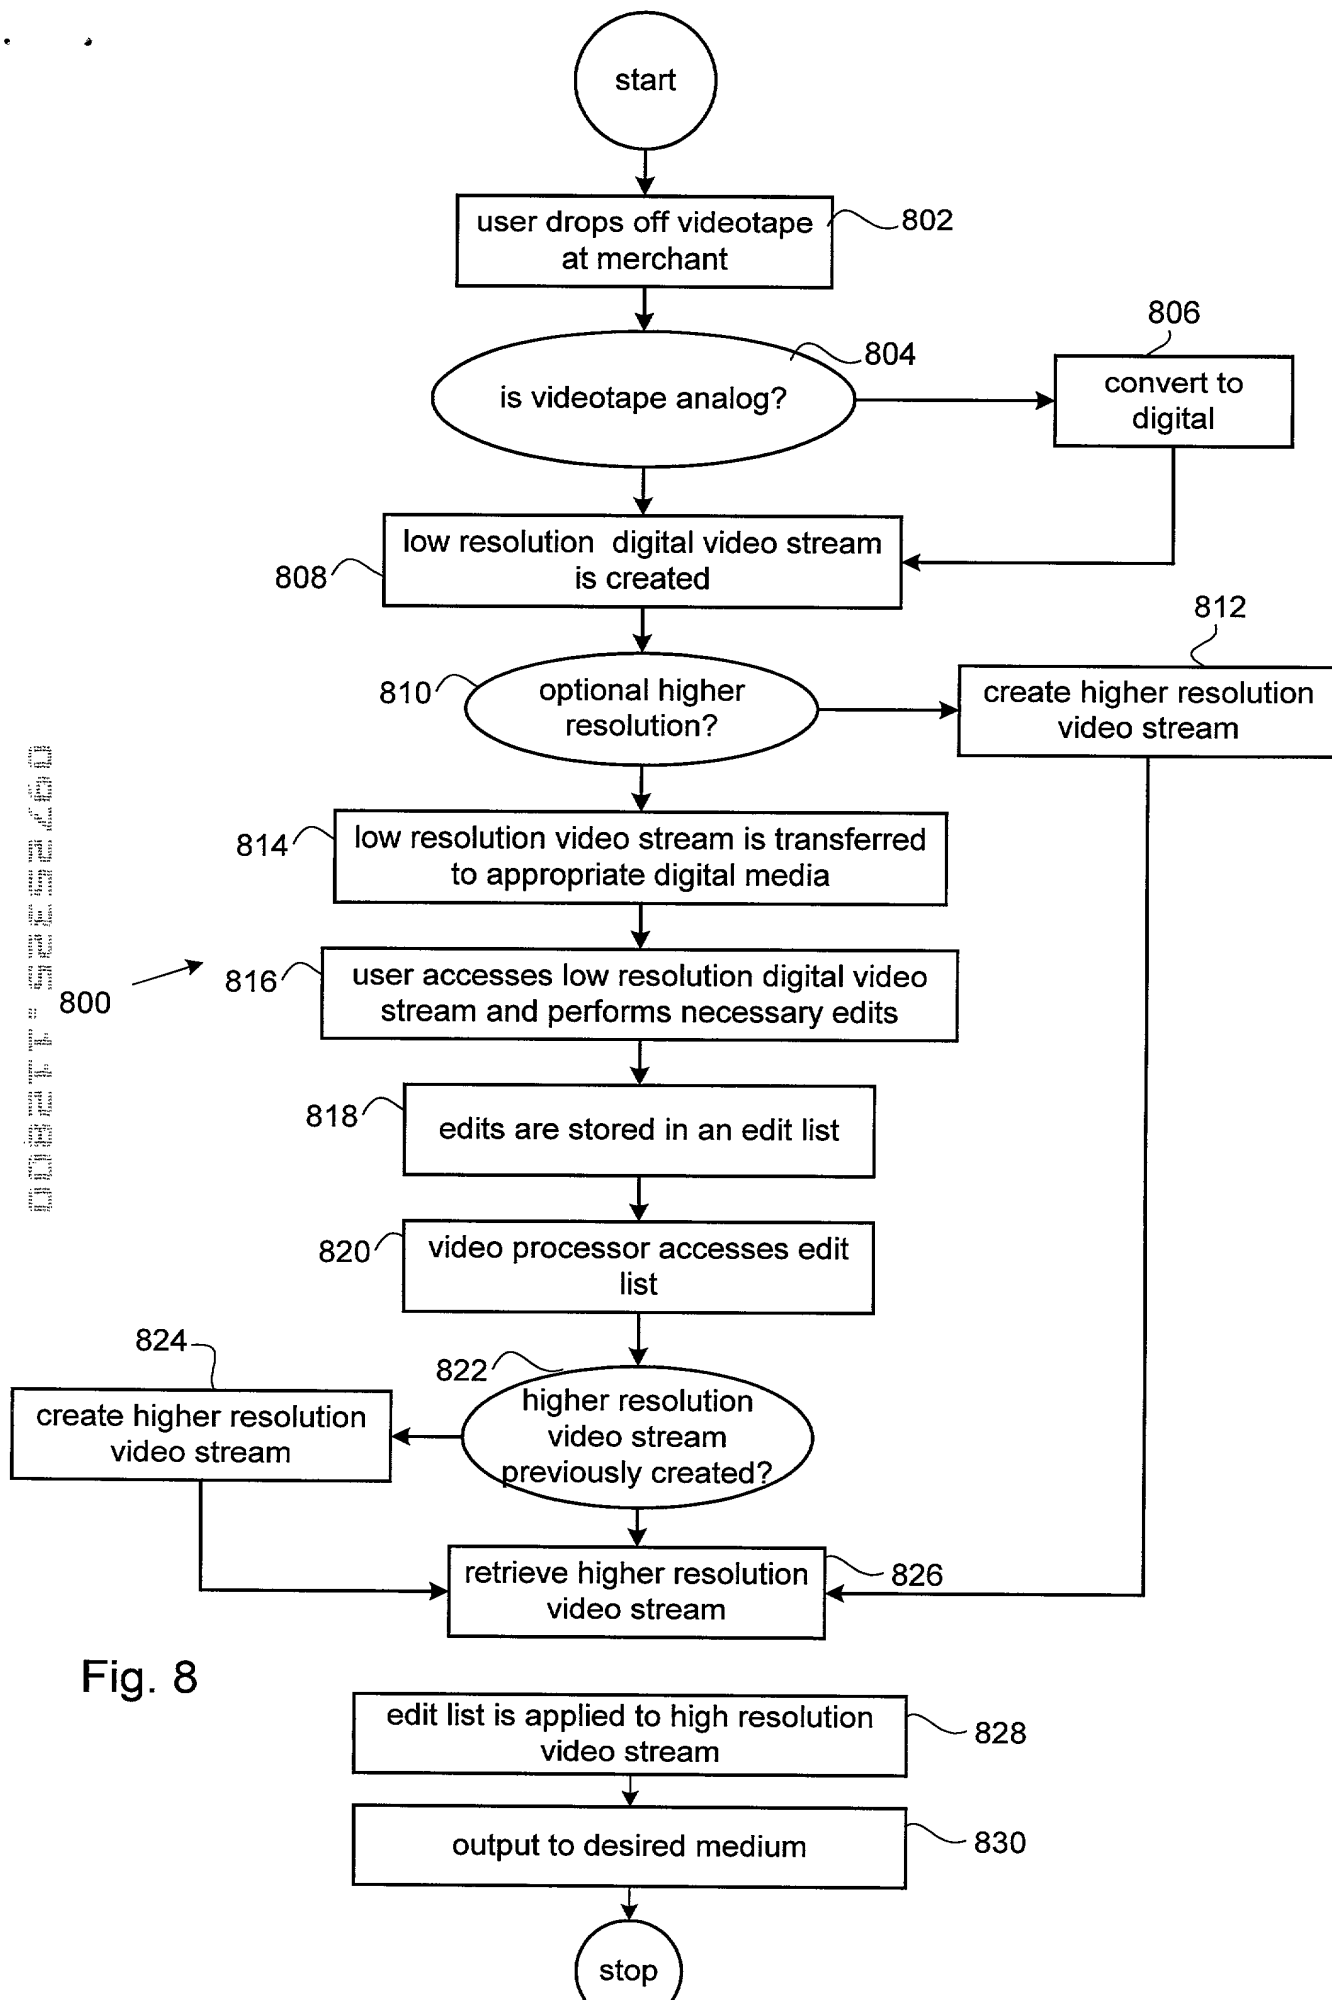 start
user drops off videotape
at merchant
802
is videotape analog?
804
806
convert to
digital
low resolution digital video stream
is created
808
810
optional higher
resolution?
812
create higher resolution
video stream
814
low resolution video stream is transferred
to appropriate digital media
800
816
user accesses low resolution digital video
stream and performs necessary edits
818
edits are stored in an edit list
820
video processor accesses edit
list
824
create higher resolution
video stream
822
higher resolution
video stream
previously created?
retrieve higher resolution
video stream
826
Fig. 8
edit list is applied to high resolution
video stream
828
output to desired medium
830
stop